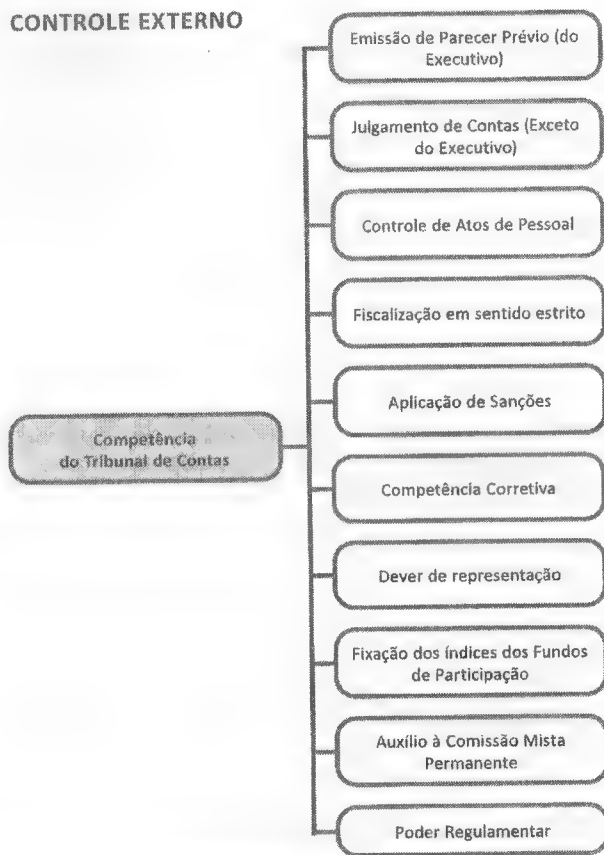 CONTROLE EXTERNO
Emissão de Parecer Prévio (do
Executivo)
Julgamento de Contas (Exceto
do Executivo)
Controle de Atos de Pessoal
Fiscalização em sentido estrito
Aplicação de Sanções
Competência
do Tribunal de Contas
Competência Corretiva
Dever de representação
Fixação dos índices dos Fundos
de Participação
Auxílio à Comissão Mista
Permanente
Poder Regulamentar